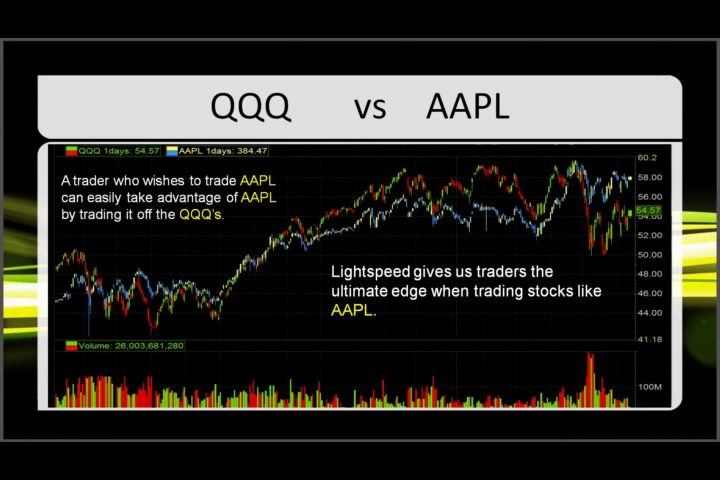 QQQ vs AAPL
QQQ 1days: 54.57 AAPL 1days: 384.47
A trader who wishes to trade AAPL
can easily take advantage of AAPL
by trading it off the QQQ's.
Lightspeed gives us traders the
ultimate edge when trading stocks like
AAPL.
60.2
58.00
56.00
54.57
54.00
52.00
50.00
48.00
46.00
44.00
41.18
Volume: 26,003,681,280
100M